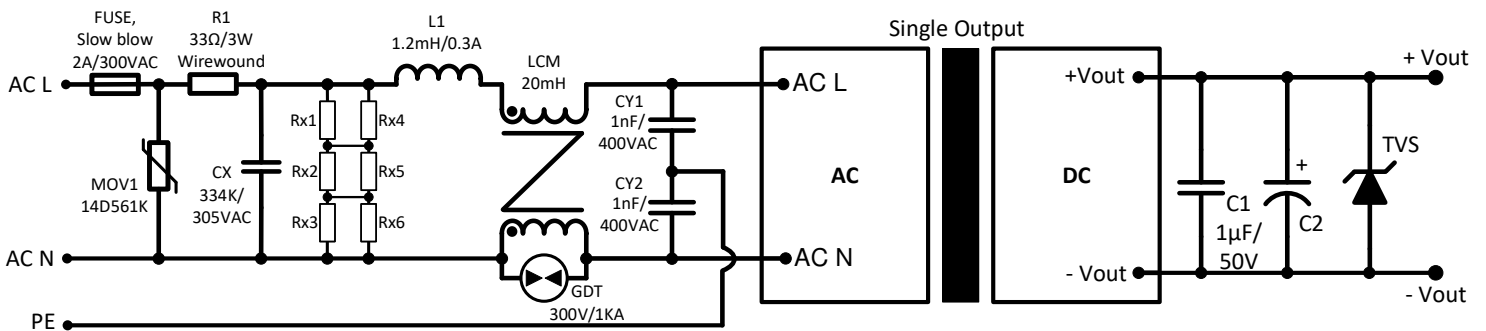 FUSE,
Slow blow
2A/300VAC
R1
33Ω/3W
Wirewound
L1
1.2mH/0.3A
LCM
20mH
Single Output
AC L
AC L
+Vout
+ Vout
Rx1
Rx4
CY1
1nF/
400VAC
MOV1
14D561K
CX
334K/
305VAC
Rx2
Rx5
AC
DC
TVS
+
Rx3
Rx6
CY2
1nF/
400VAC
C1
1µF/
50V
C2
AC N
AC N
- Vout
- Vout
GDT
300V/1KA
PE